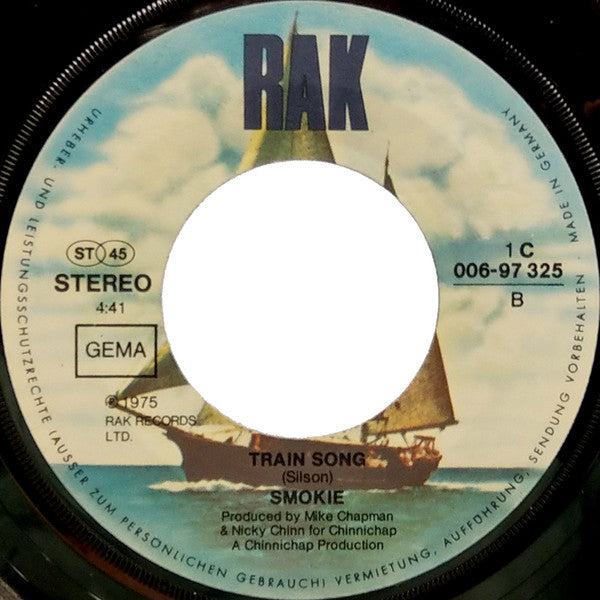 RAK
ST 45
STEREO
4:41
GEMA
℗ 1975
RAK RECORDS
LTD.
1 C
006-97 325
B
TRAIN SONG
(Silson)
SMOKIE
Produced by Mike Chapman
& Nicky Chinn for Chinnichap
A Chinnichap Production
URHEBER- UND LEISTUNGSSCHUTZRECHTE (AUSSER ZUM PERSÖNLICHEN GEBRAUCH) VERMIETUNG, AUFFÜHRUNG, SENDUNG VORBEHALTEN · MADE IN GERMANY